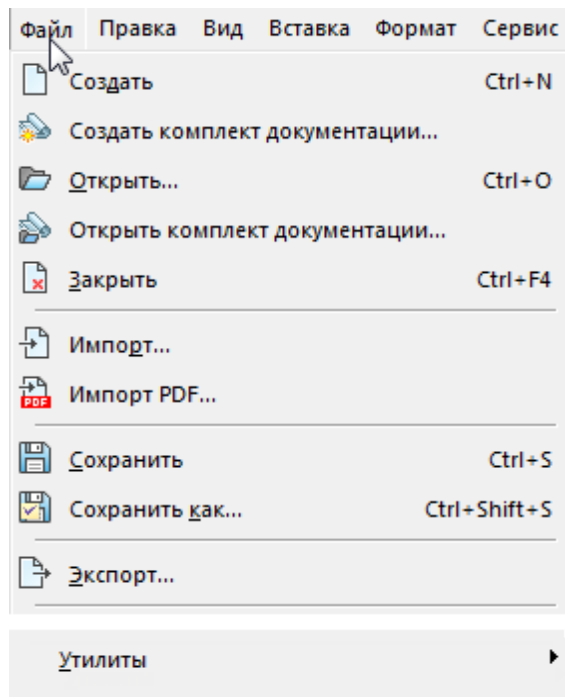 Файл Правка Вид Вставка Формат Сервис
Создать Ctrl+N
Создать комплект документации...
Открыть... Ctrl+O
Открыть комплект документации...
Закрыть Ctrl+F4
Импорт...
PDF Импорт PDF...
Сохранить Ctrl+S
Сохранить как... Ctrl+Shift+S
Экспорт...
Утилиты